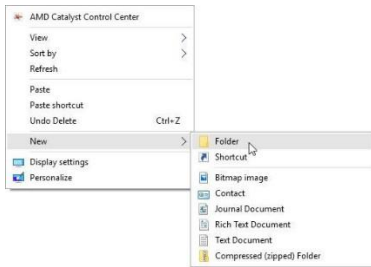 AMD Catalyst Control Center
View
Sort by
Refresh
Paste
Paste shortcut
Undo Delete Ctrl+Z
New
Display settings
Personalize
Folder
Shortcut
Bitmap image
Contact
Journal Document
Rich Text Document
Text Document
Compressed (zipped) Folder